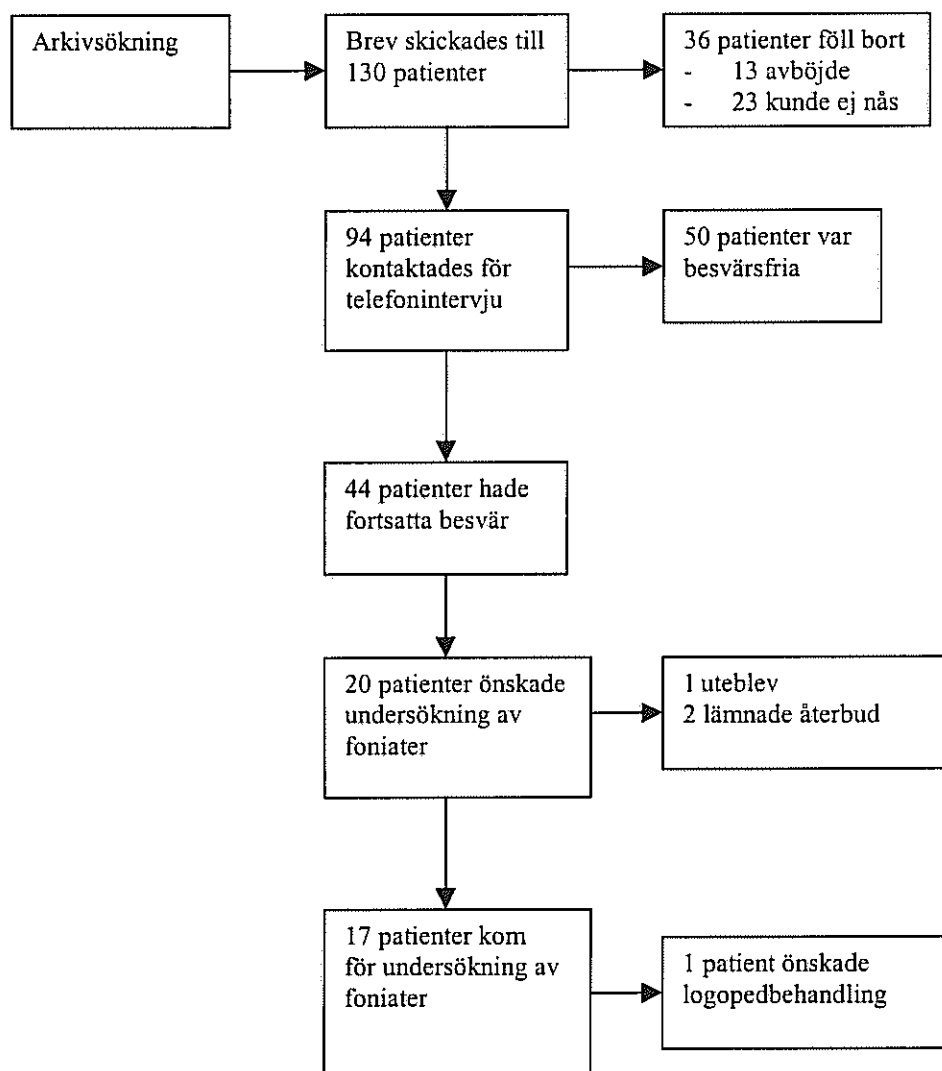 Arkivsökning
Brev skickades till
130 patienter
36 patienter föll bort
- 13 avböjde
- 23 kunde ej nås
94 patienter
kontaktades för
telefonintervju
50 patienter var
besvärsfria
44 patienter hade
fortsatta besvär
20 patienter önskade
undersökning av
foniater
1 uteblev
2 lämnade återbud
17 patienter kom
för undersökning av
foniater
1 patient önskade
logopedbehandling